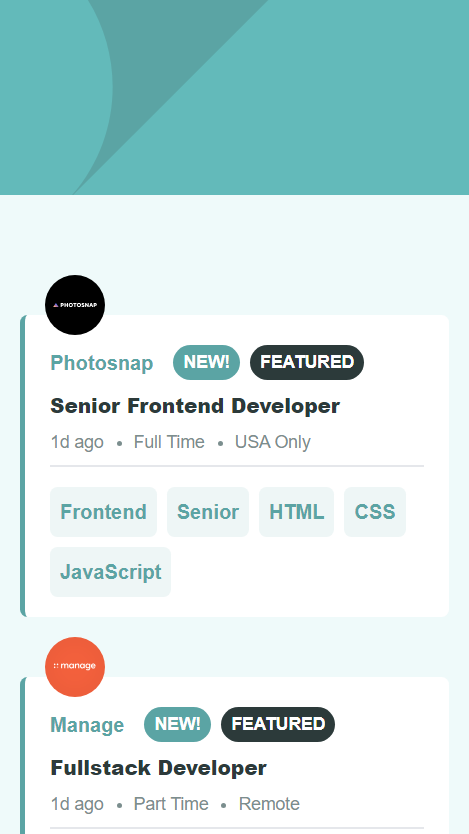 PHOTOSNAP
Photosnap NEW! FEATURED
Senior Frontend Developer
1d ago • Full Time • USA Only
Frontend Senior HTML CSS
JavaScript
manage
Manage NEW! FEATURED
Fullstack Developer
1d ago • Part Time • Remote